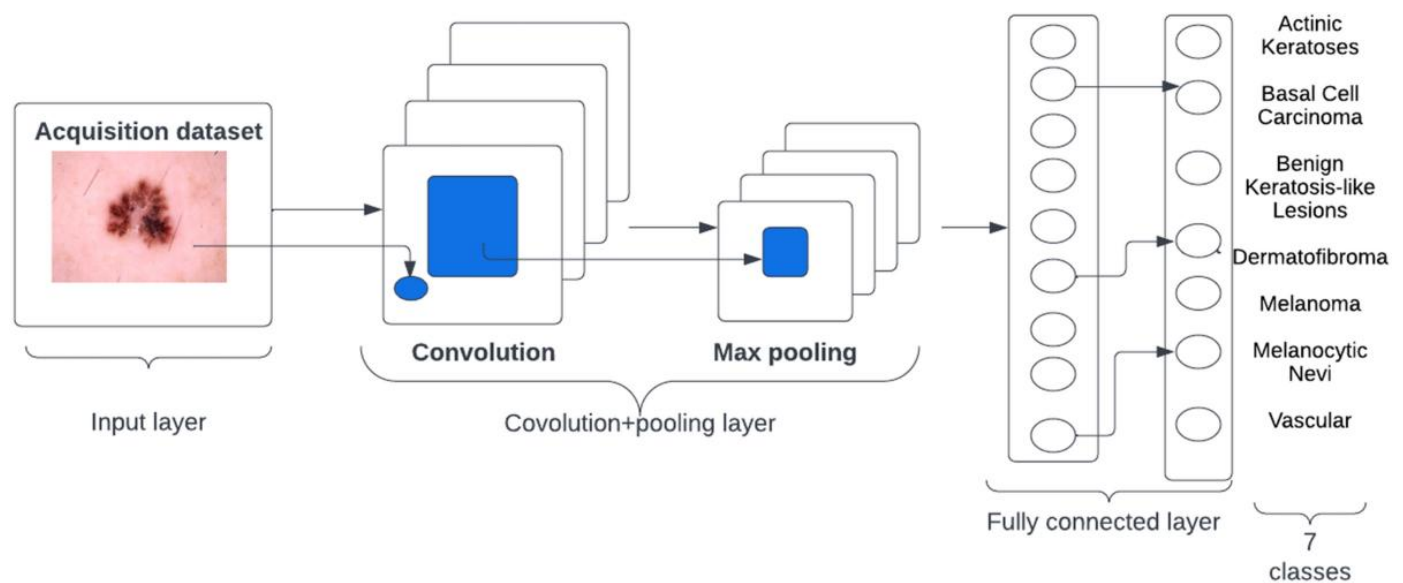 Acquisition dataset
Input layer
Convolution
Max pooling
Covolution+pooling layer
Actinic
Keratoses
Basal Cell
Carcinoma
Benign
Keratosis-like
Lesions
Dermatofibroma
Melanoma
Melanocytic
Nevi
Vascular
Fully connected layer
7
classes